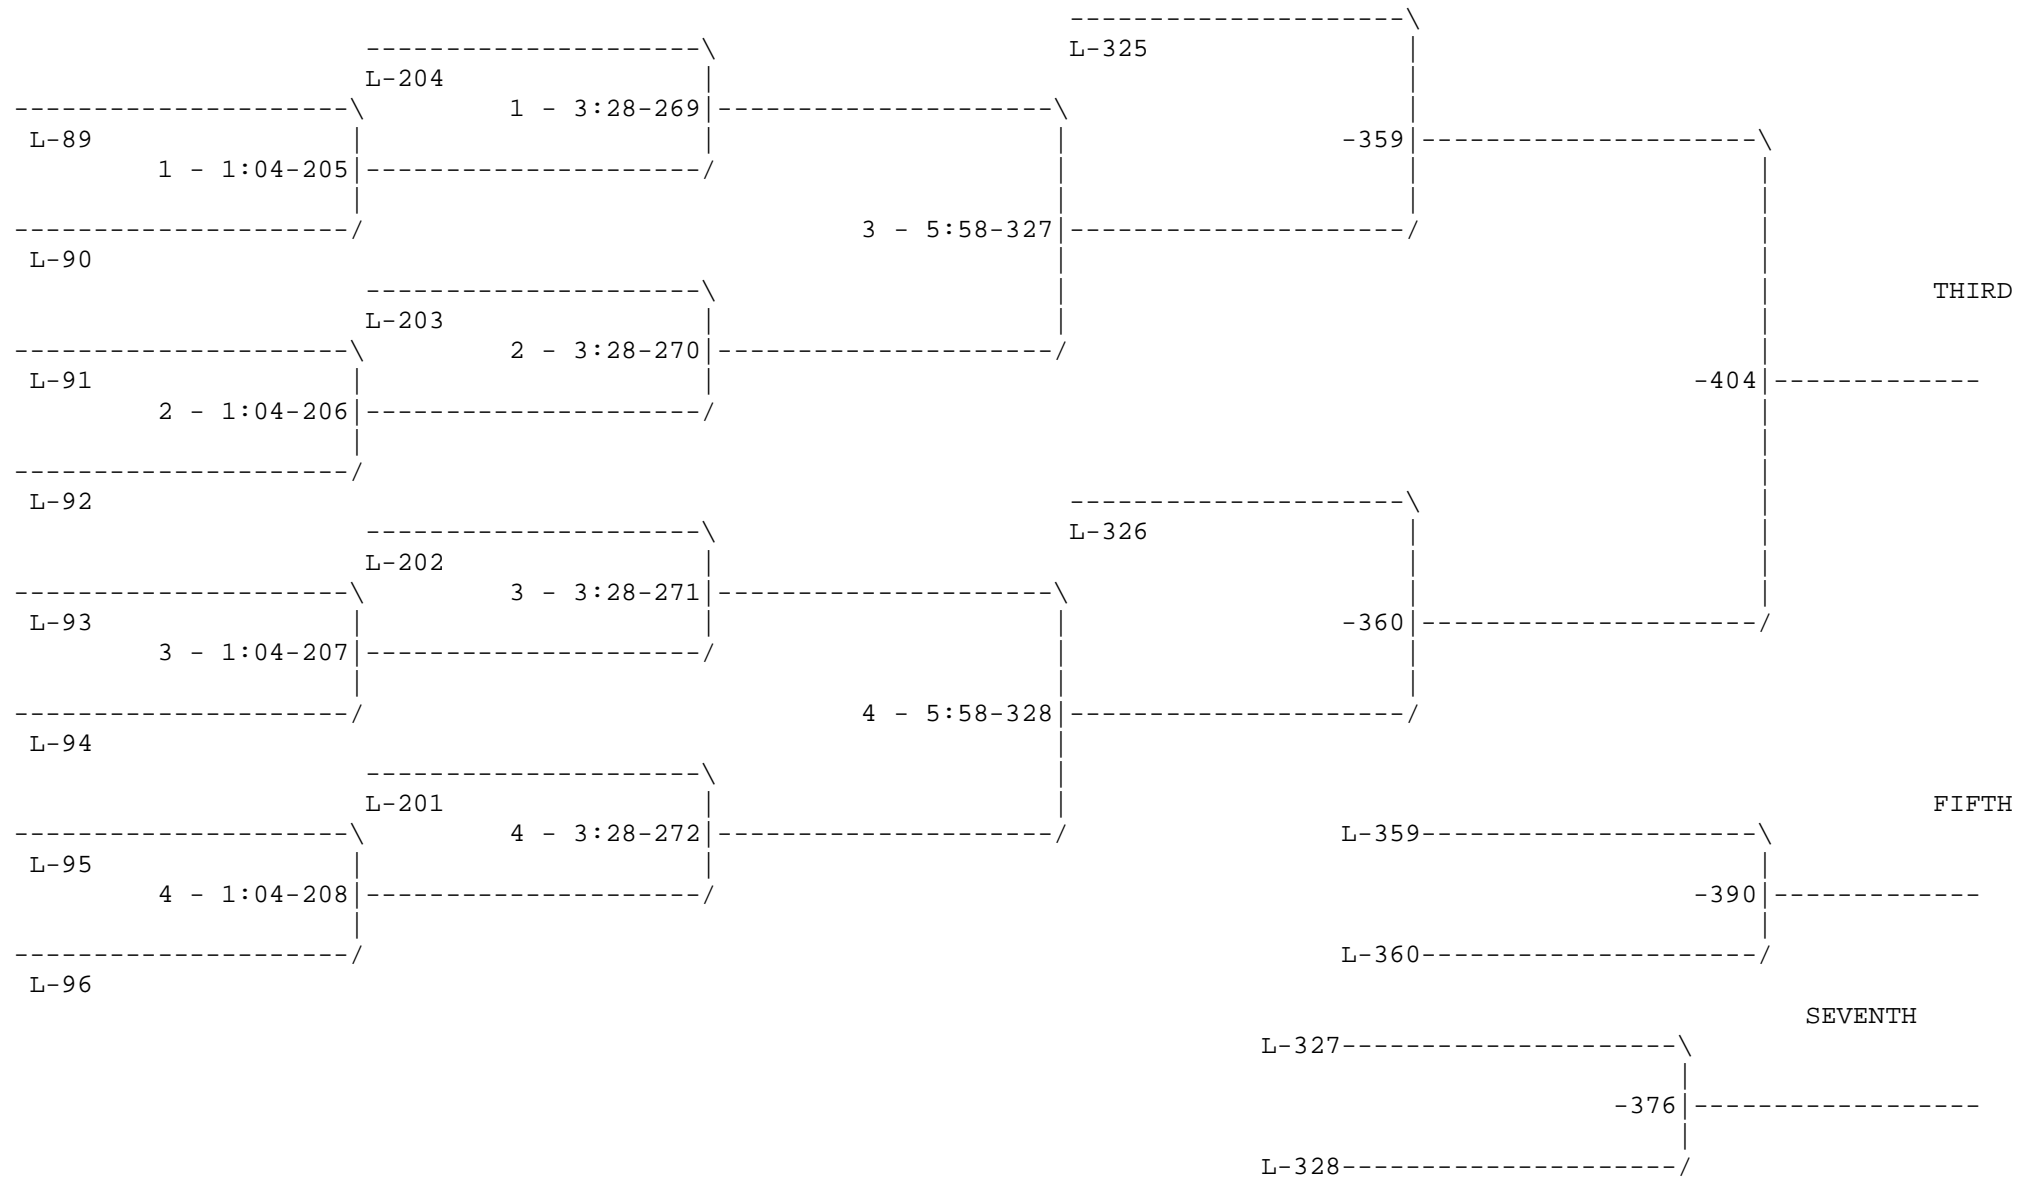 L-325
L-204
1 - 3:28-269
L-89
-359
1 - 1:04-205
3 - 5:58-327
L-90
THIRD
L-203
2 - 3:28-270
L-91
-404
2 - 1:04-206
L-92
L-326
L-202
3 - 3:28-271
L-93
-360
3 - 1:04-207
4 - 5:58-328
L-94
L-201
FIFTH
4 - 3:28-272
L-359
L-95
4 - 1:04-208
-390
L-360
L-96
SEVENTH
L-327
-376
L-328